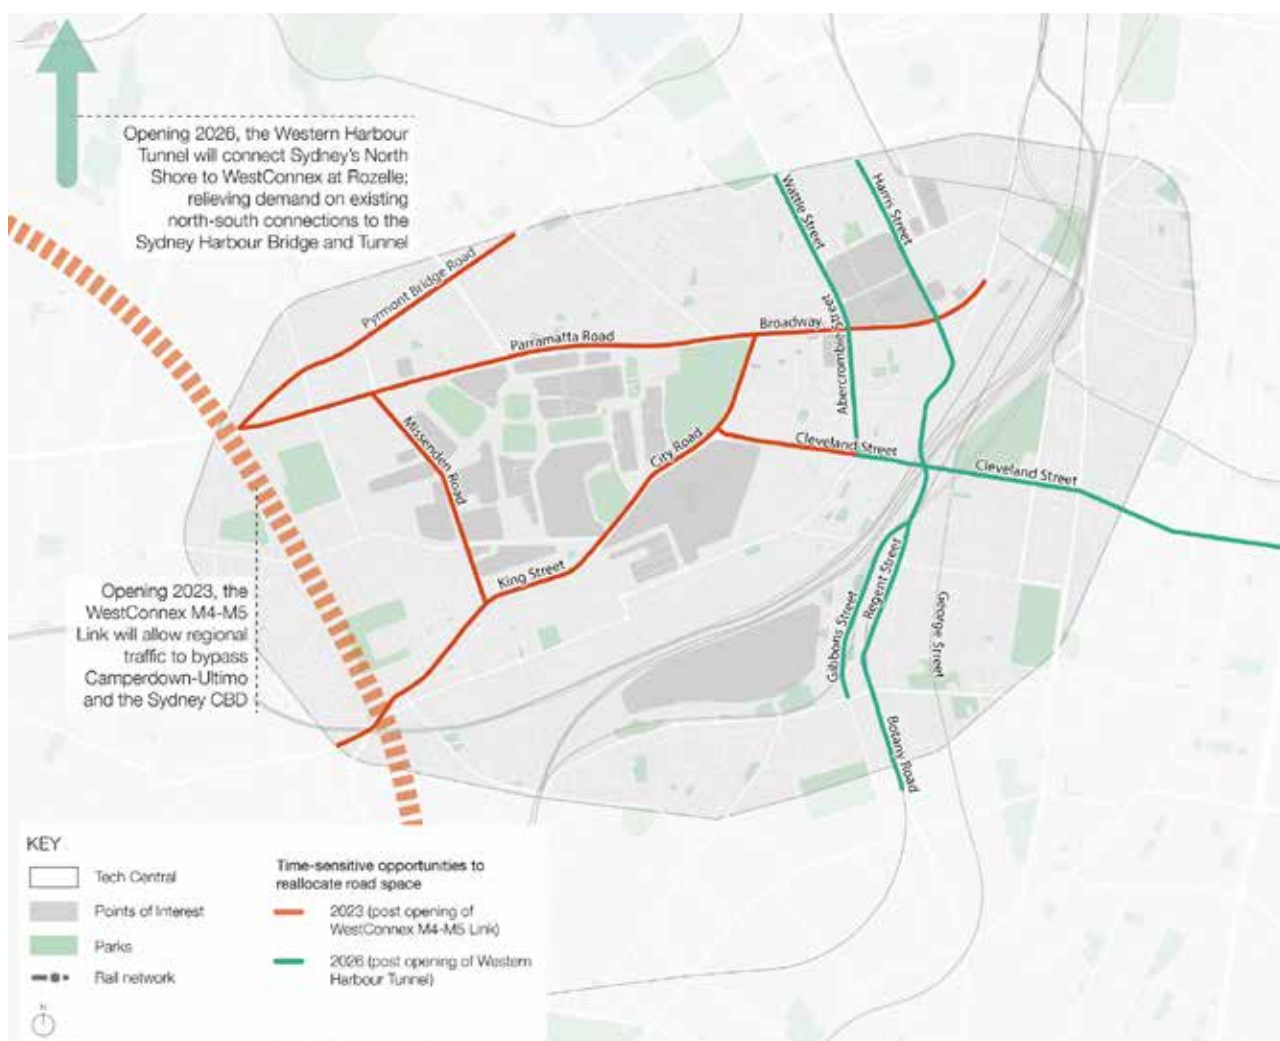 Opening 2026, the Western Harbour
Tunnel will connect Sydney's North
Shore to WestConnex at Rozelle;
relieving demand on existing
north-south connections to the
Sydney Harbour Bridge and Tunnel
Wattle Street
Harris Street
Pyrmont Bridge Road
Parramatta Road
Broadway
Abercrombie Street
Missenden Road
City Road
Cleveland Street
Cleveland Street
King Street
Regent Street
Gibbons Street
George Street
Botany Road
Opening 2023, the
WestConnex M4-M5
Link will allow regional
traffic to bypass
Camperdown-Ultimo
and the Sydney CBD
KEY
Tech Central
Points of Interest
Parks
Rail network
N
Time-sensitive opportunities to
reallocate road space
2023 (post opening of
WestConnex M4-M5 Link)
2026 (post opening of Western
Harbour Tunnel)